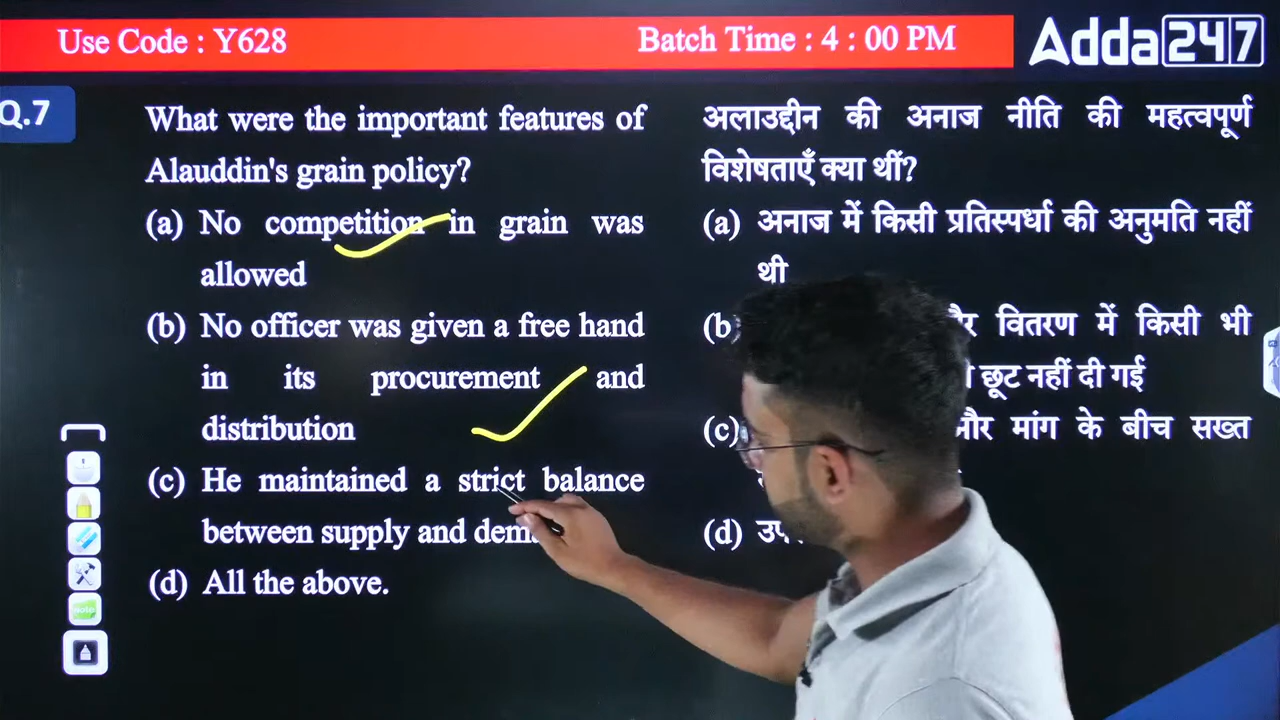 Use Code : Y628
Batch Time : 4 : 00 PM
Adda247
Q.7
What were the important features of
Alauddin's grain policy?
(a) No competition in grain was
allowed
(b) No officer was given a free hand
in its procurement and
distribution
(c) He maintained a strict balance
between supply and
(d) All the above.
अलाउद्दीन की अनाज नीति की महत्वपूर्ण
विशेषताएँ क्या थीं?
(a) अनाज में किसी प्रतिस्पर्धा की अनुमति नहीं
थी
(b) वितरण में किसी भी
छूट नहीं दी गई
(c) और मांग के बीच सख्त
(d)